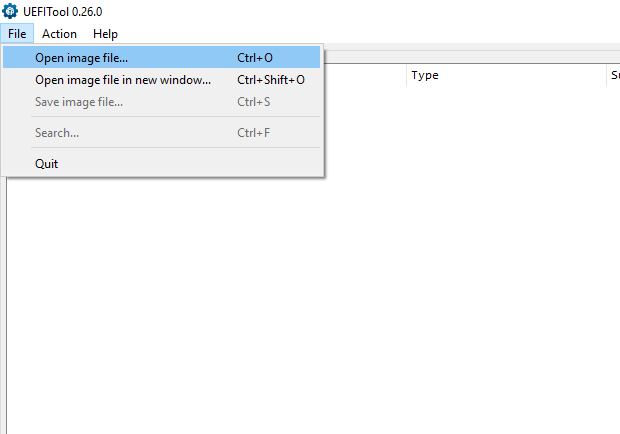 UEFITool 0.26.0
File Action Help
Open image file... Ctrl+O
Type
Open image file in new window... Ctrl+Shift+O
Save image file... Ctrl+S
Search... Ctrl+F
Quit